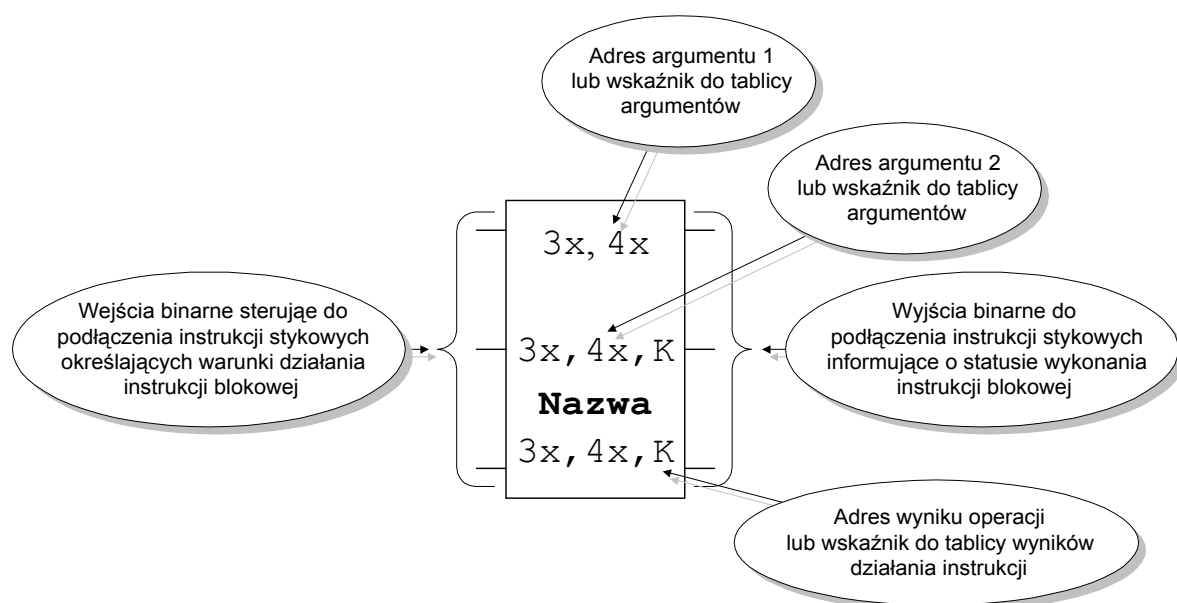 Adres argumentu 1
lub wskaźnik do tablicy
argumentów
Adres argumentu 2
lub wskaźnik do tablicy
argumentów
3x, 4x
Wejścia binarne sterując do
podłączenia instrukcji stykowych
określających warunki działania
instrukcji blokowej
3x, 4x, K
Wyjścia binarne do
podłączenia instrukcji stykowych
informujące o statusie wykonania
instrukcji blokowej
Nazwa
3x, 4x, K
Adres wyniku operacji
lub wskaźnik do tablicy wyników
działania instrukcji